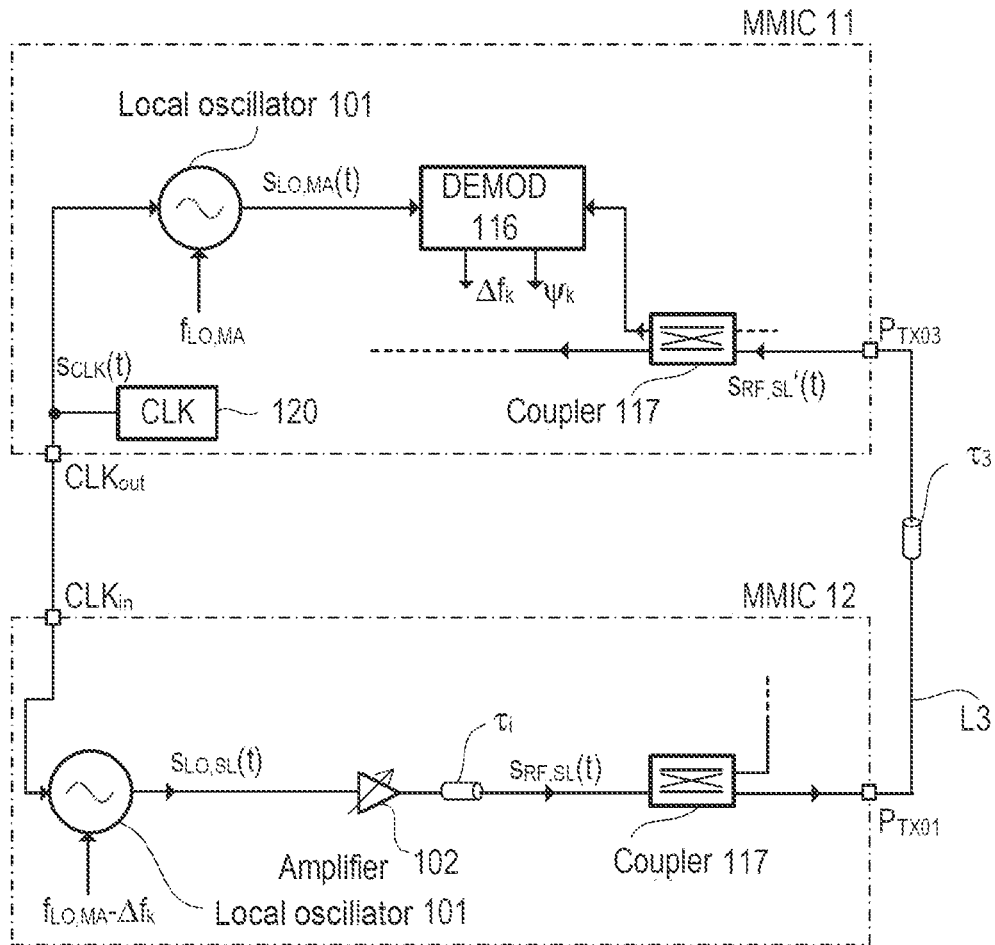 MMIC 11
Local oscillator 101
sLO,MA(t)
DEMOD
116
Δfk
ψk
fLO,MA
PTX03
sCLK(t)
CLK
120
Coupler 117
sRF,SL'(t)
CLKout
τ3
CLKin
MMIC 12
L3
τi
sLO,SL(t)
sRF,SL(t)
PTX01
Amplifier 102
Coupler 117
fLO,MA-Δfk
Local oscillator 101